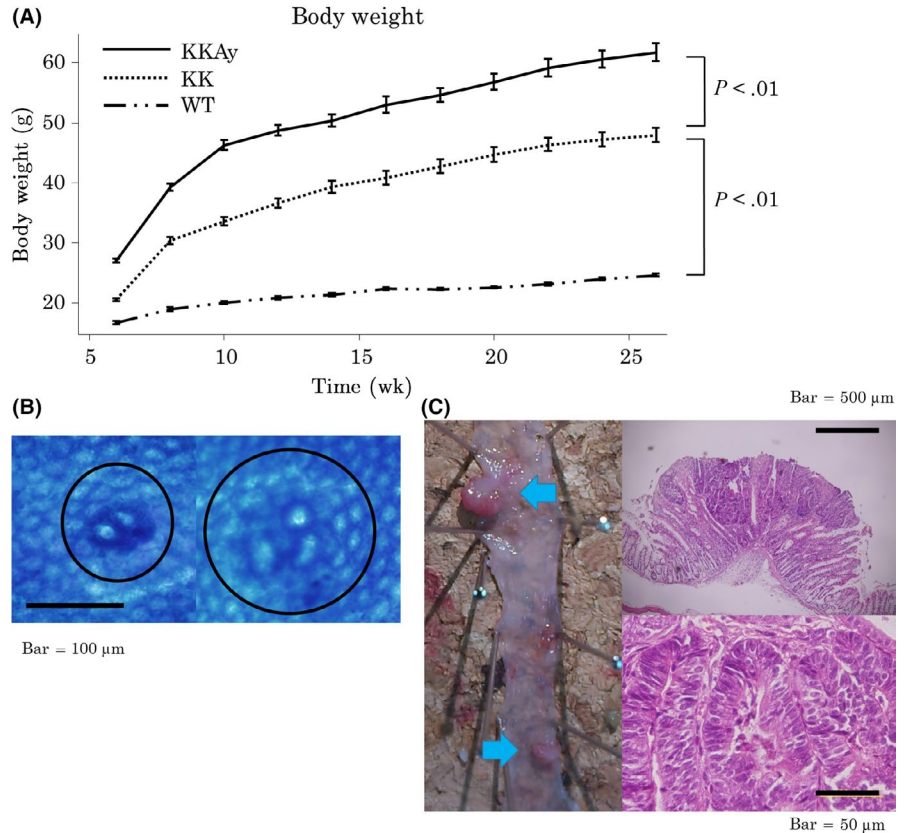 (A)
Body weight
KKAy
KK
WT
Body weight (g)
60
50
40
30
20
5
10
15
20
25
Time (wk)
P < .01
P < .01
(B)
Bar = 100 μm
(C)
Bar = 500 μm
Bar = 50 μm